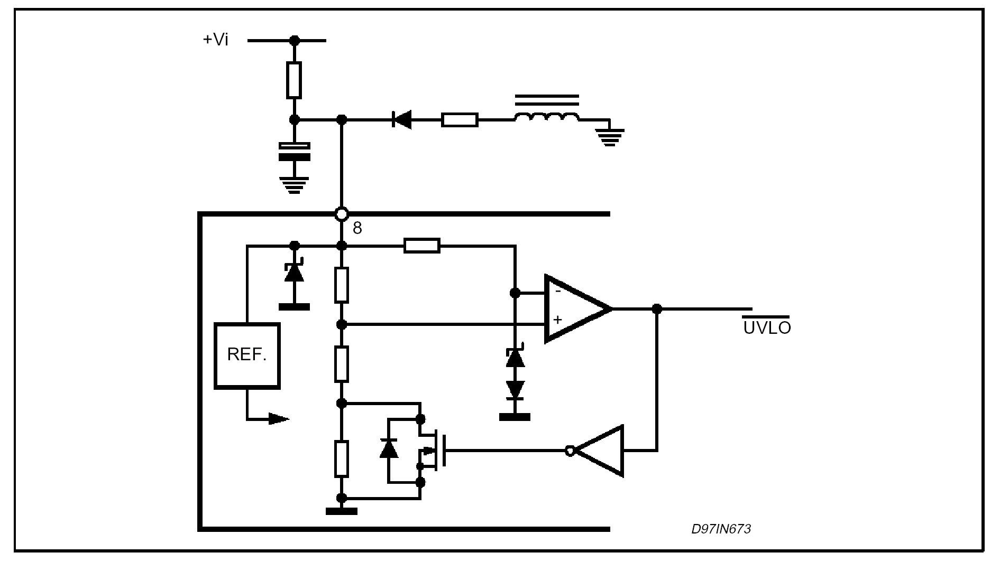 +Vi
8
-
+
UVLO
REF.
D97IN673